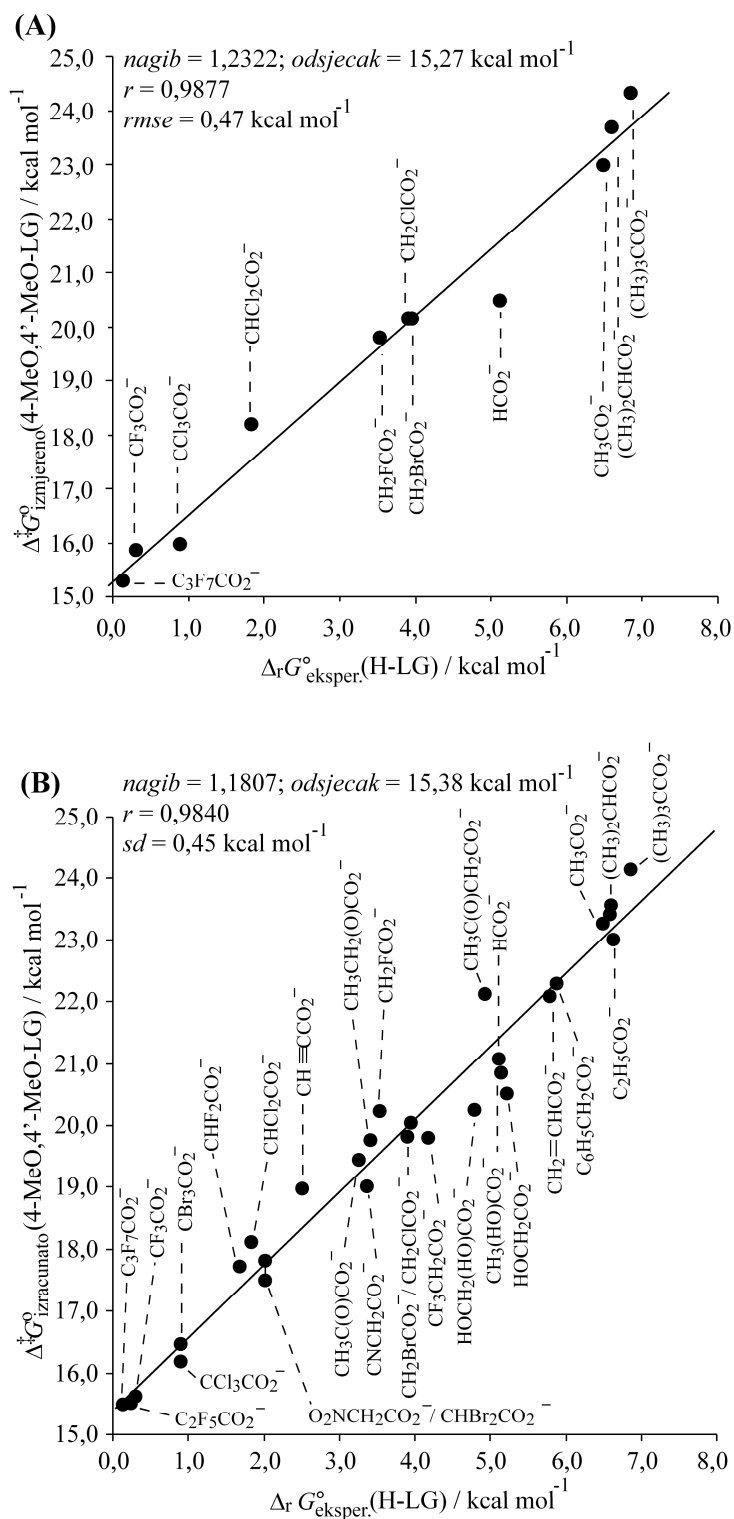 (A)
nagib = 1,2322; odsjecak = 15,27 kcal mol⁻¹
r = 0,9877
rmse = 0,47 kcal mol⁻¹
25,0
24,0
23,0
22,0
21,0
20,0
19,0
18,0
17,0
16,0
15,0
Δ‡G°izmjereno(4-MeO,4’-MeO-LG) / kcal mol⁻¹
C3F7CO2⁻
CF3CO2⁻
CCl3CO2⁻
CHCl2CO2⁻
CH2FCO2⁻
CH2ClCO2⁻
CH2BrCO2⁻
HCO2⁻
CH3CO2⁻
(CH3)2CHCO2⁻
(CH3)3CCO2⁻
0,0 1,0 2,0 3,0 4,0 5,0 6,0 7,0 8,0
ΔrG°eksper.(H-LG) / kcal mol⁻¹
(B)
nagib = 1,1807; odsjecak = 15,38 kcal mol⁻¹
r = 0,9840
sd = 0,45 kcal mol⁻¹
25,0
24,0
23,0
22,0
21,0
20,0
19,0
18,0
17,0
16,0
15,0
Δ‡G°izracunato(4-MeO,4’-MeO-LG) / kcal mol⁻¹
C3F7CO2⁻
CF3CO2⁻
CBr3CO2⁻
CHF2CO2⁻
CHCl2CO2⁻
CH≡CCO2⁻
CH3CH2(O)CO2⁻
CH2FCO2⁻
CH3C(O)CH2CO2⁻
HCO2⁻
CH3CO2⁻
(CH3)2CHCO2⁻
(CH3)3CCO2⁻
CCl3CO2⁻
C2F5CO2⁻
O2NCH2CO2⁻/ CHBr2CO2⁻
CH3C(O)CO2⁻
CNCH2CO2⁻
CH2BrCO2⁻/ CH2ClCO2⁻
CF3CH2CO2⁻
HOCH2(HO)CO2⁻
CH3(HO)CO2⁻
HOCH2CO2⁻
CH2=CHCO2⁻
C6H5CH2CO2⁻
C2H5CO2⁻
0,0 1,0 2,0 3,0 4,0 5,0 6,0 7,0 8,0
Δr G°eksper.(H-LG) / kcal mol⁻¹